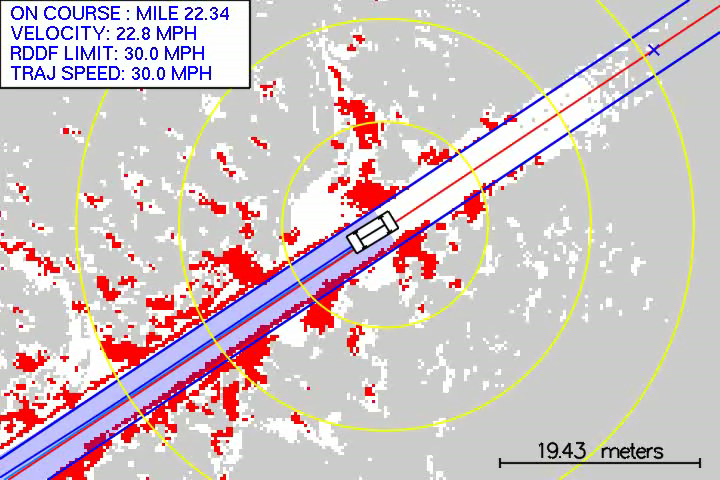 ON COURSE : MILE 22.34
VELOCITY: 22.8 MPH
RDDF LIMIT: 30.0 MPH
TRAJ SPEED: 30.0 MPH
19.43 meters